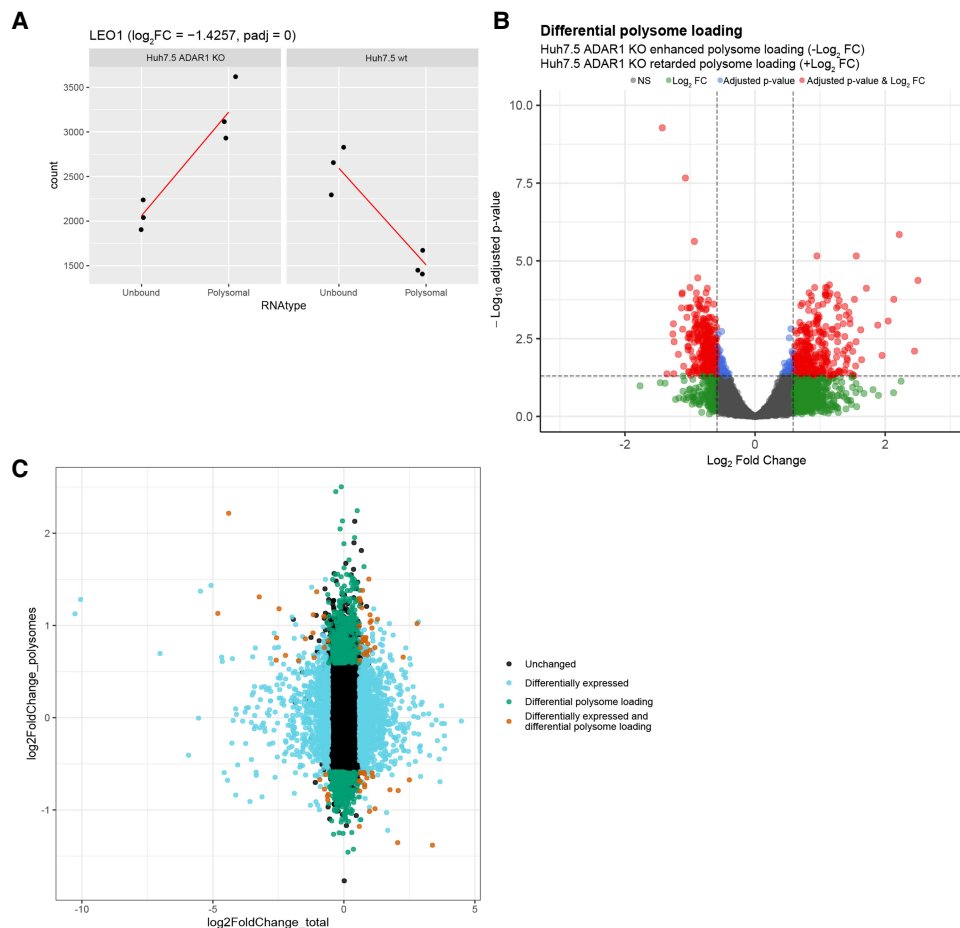 A
LEO1 (log₂FC = −1.4257, padj = 0)
Huh7.5 ADAR1 KO
Huh7.5 wt
3500
3000
2500
2000
1500
count
Unbound
Polysomal
Unbound
Polysomal
RNAtype
B
Differential polysome loading
Huh7.5 ADAR1 KO enhanced polysome loading (-Log₂ FC)
Huh7.5 ADAR1 KO retarded polysome loading (+Log₂ FC)
NS
Log₂ FC
Adjusted p-value
Adjusted p-value & Log₂ FC
10.0
7.5
5.0
2.5
0.0
− Log₁₀ adjusted p-value
-2
0
2
Log₂ Fold Change
C
2
1
0
-1
log2FoldChange_polysomes
-10
-5
0
5
log2FoldChange_total
Unchanged
Differentially expressed
Differential polysome loading
Differentially expressed and
differential polysome loading